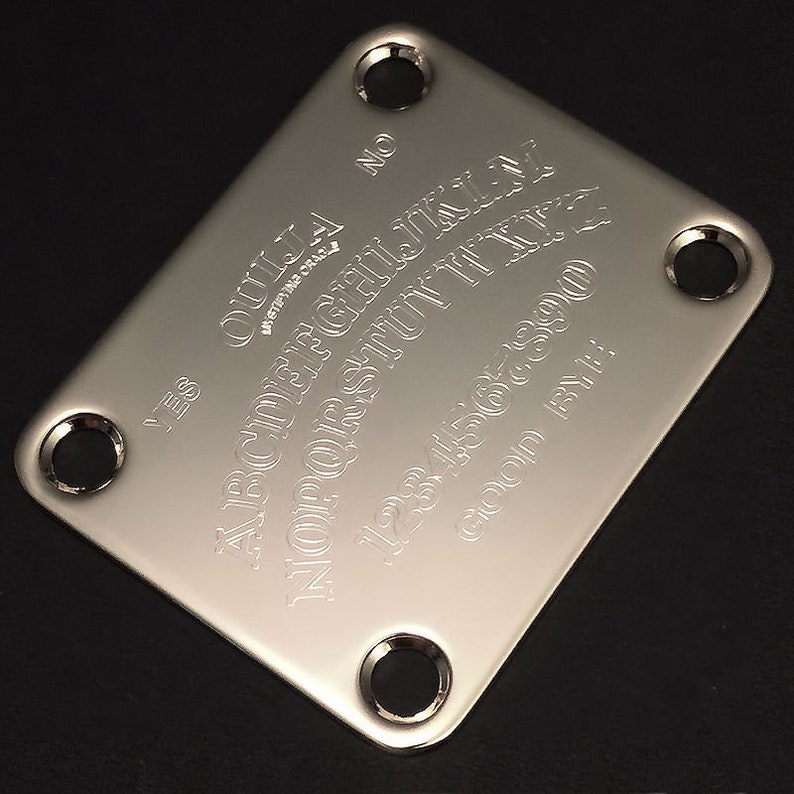 YES
NO
OUIJA
MYSTIFYING ORACLE
ABCDEFGHIJKLM
NOPQRSTUVWXYZ
1234567890
GOOD BYE